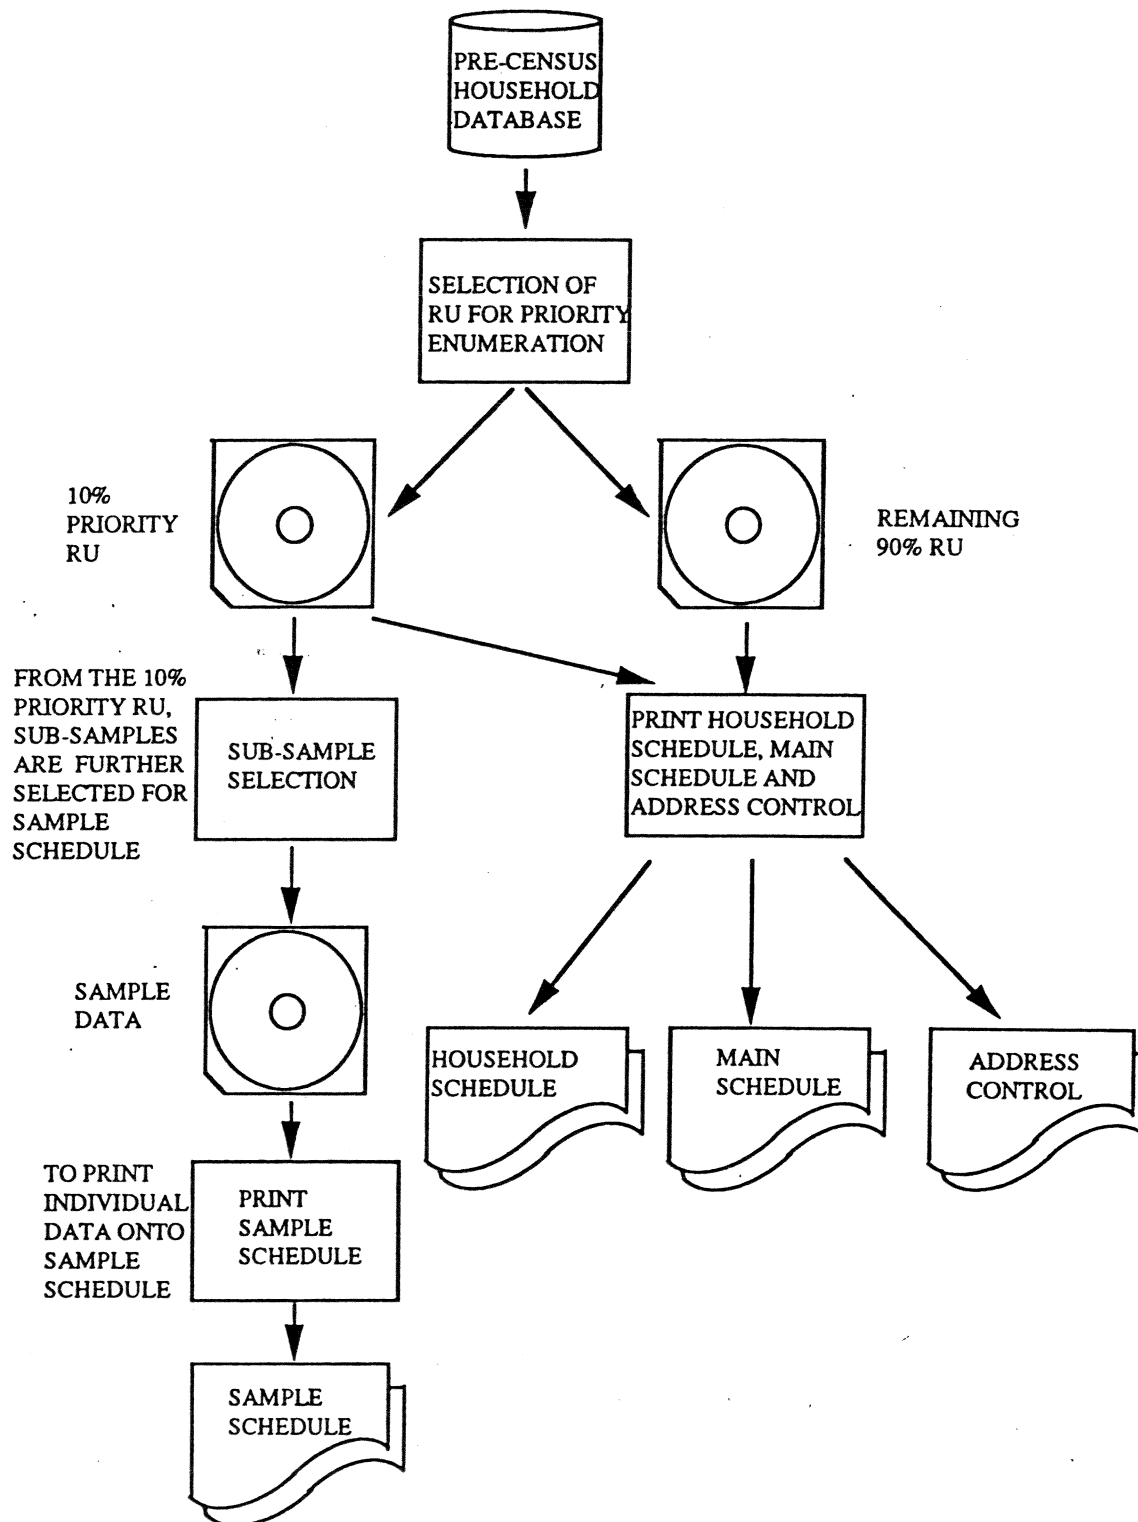 PRE-CENSUS
HOUSEHOLD
DATABASE
SELECTION OF
RU FOR PRIORITY
ENUMERATION
10%
PRIORITY
RU
REMAINING
90% RU
FROM THE 10%
PRIORITY RU,
SUB-SAMPLES
ARE FURTHER
SELECTED FOR
SAMPLE
SCHEDULE
SUB-SAMPLE
SELECTION
PRINT HOUSEHOLD
SCHEDULE, MAIN
SCHEDULE AND
ADDRESS CONTROL
SAMPLE
DATA
HOUSEHOLD
SCHEDULE
MAIN
SCHEDULE
ADDRESS
CONTROL
TO PRINT
INDIVIDUAL
DATA ONTO
SAMPLE
SCHEDULE
PRINT
SAMPLE
SCHEDULE
SAMPLE
SCHEDULE